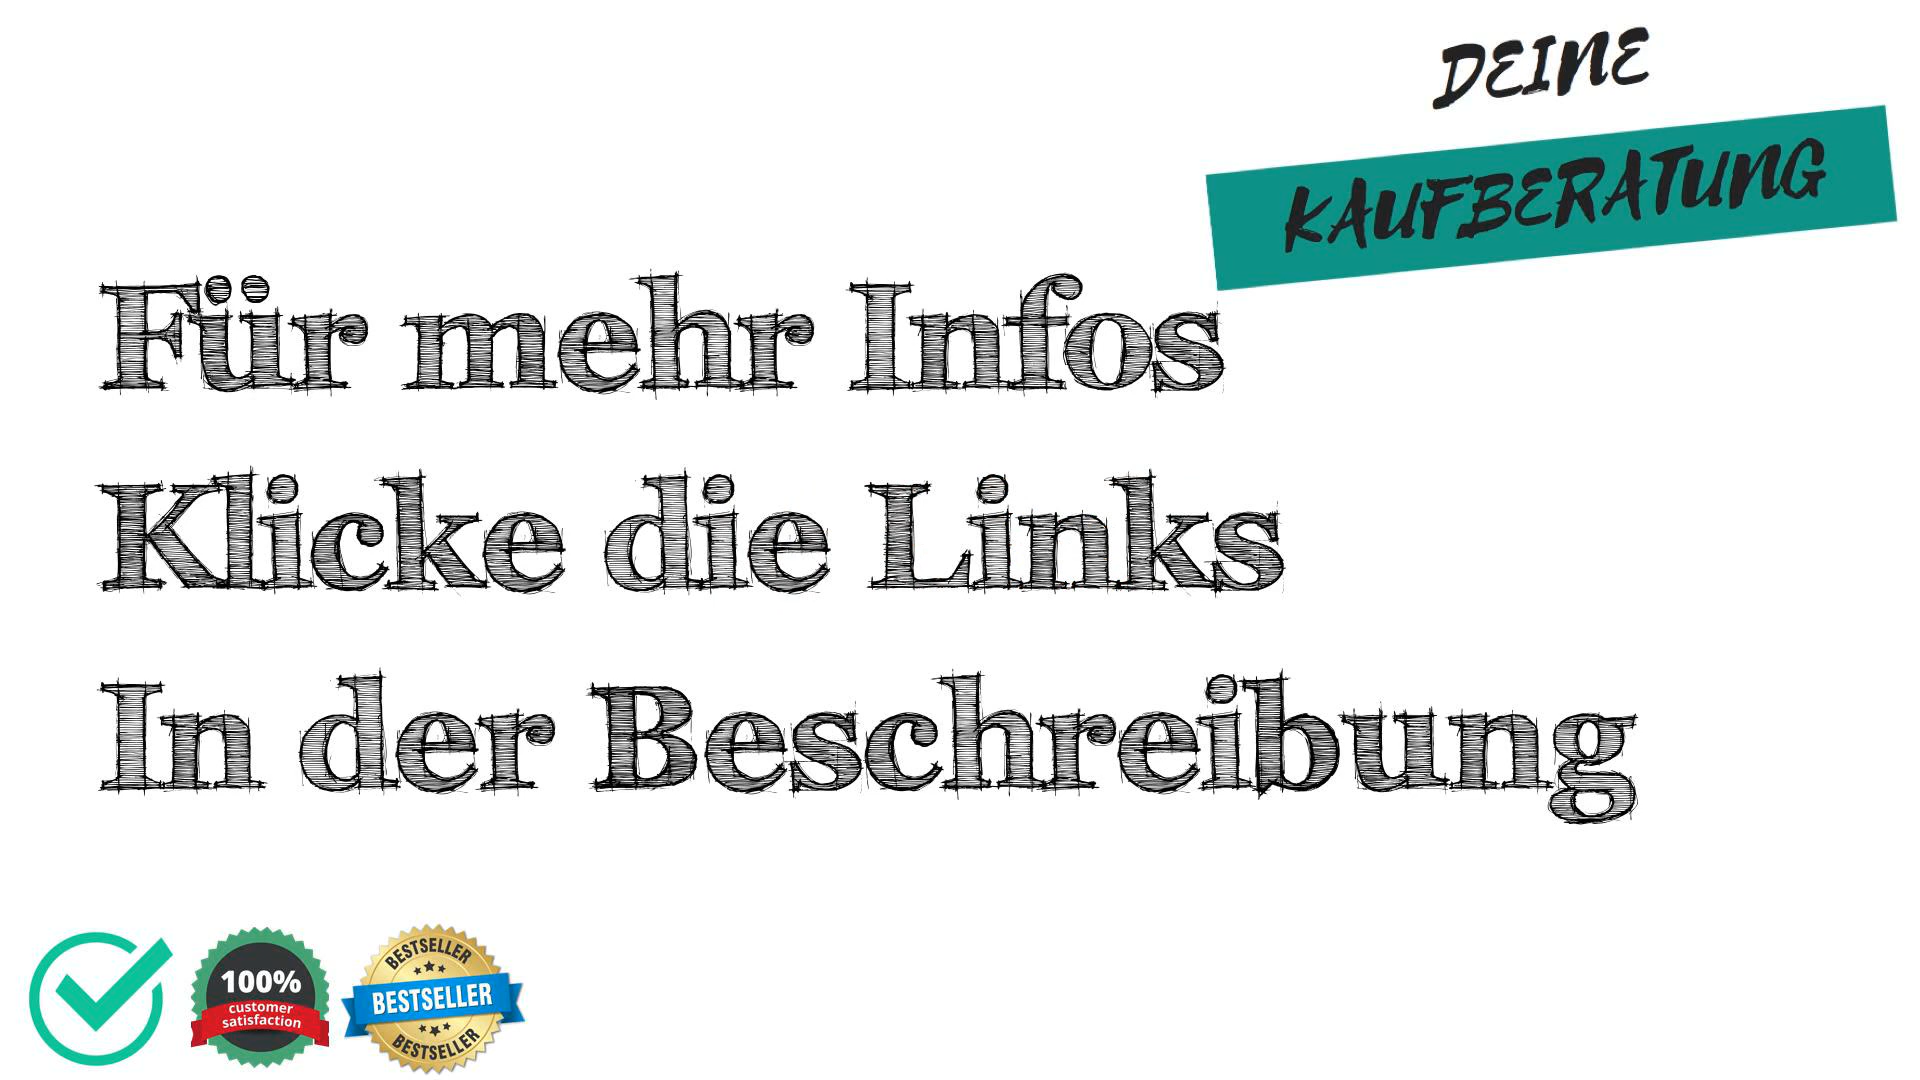 DEINE
KAUFBERATUNG
Für mehr Infos
Klicke die Links
In der Beschreibung
100%
customer
satisfaction
BESTSELLER
BESTSELLER
BESTSELLER